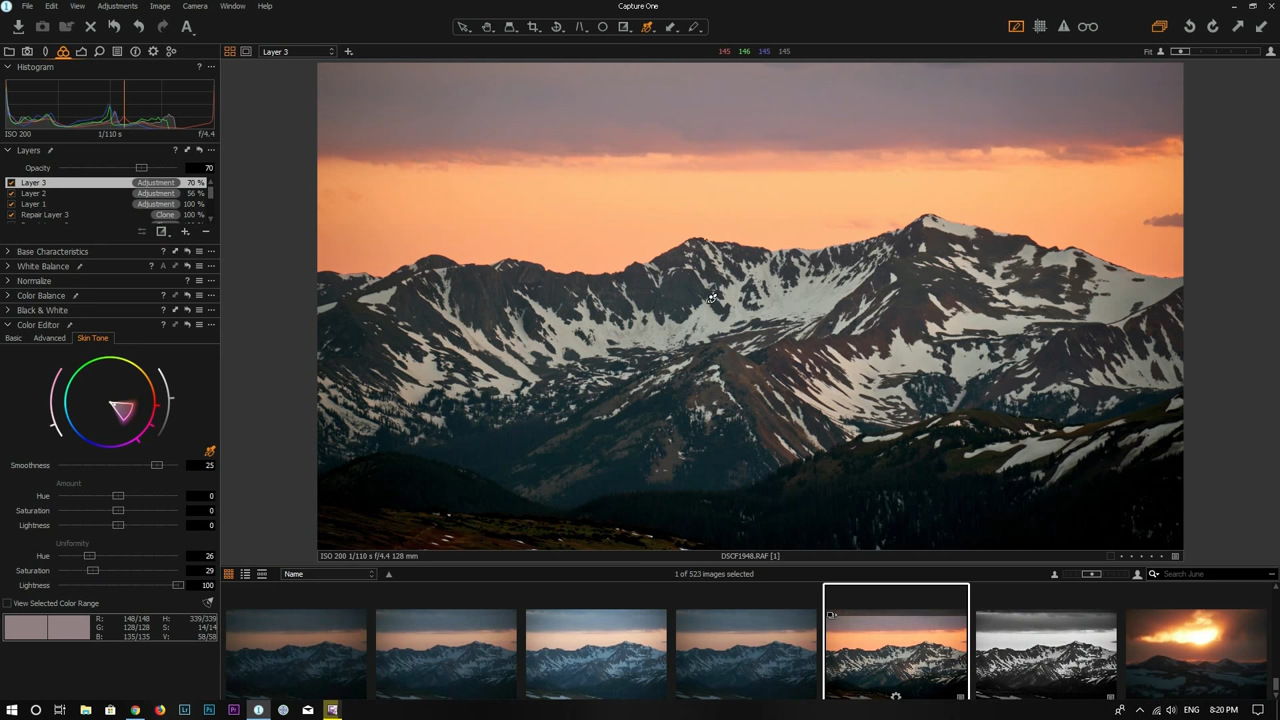 File Edit View Adjustments Image Camera Window Help
Capture One
Layer 3
145 146 145 145
Fit
Histogram
ISO 200 1/110 s f/4.4
Layers
Opacity 70
Layer 3 Adjustment 70 %
Layer 2 Adjustment 56 %
Layer 1 Adjustment 100 %
Repair Layer 3 Clone 100 %
Base Characteristics
White Balance
Normalize
Color Balance
Black & White
Color Editor
Basic Advanced Skin Tone
Smoothness 25
Amount
Hue 0
Saturation 0
Lightness 0
Uniformity
Hue 26
Saturation 29
Lightness 100
View Selected Color Range
R: 148/148 H: 339/339
G: 128/128 S: 14/14
B: 135/135 V: 58/58
ISO 200 1/110 s f/4.4 128 mm
DSCF1948.RAF [1]
Name
1 of 523 images selected
Search June
Lr Ps Pr
ENG 8:20 PM